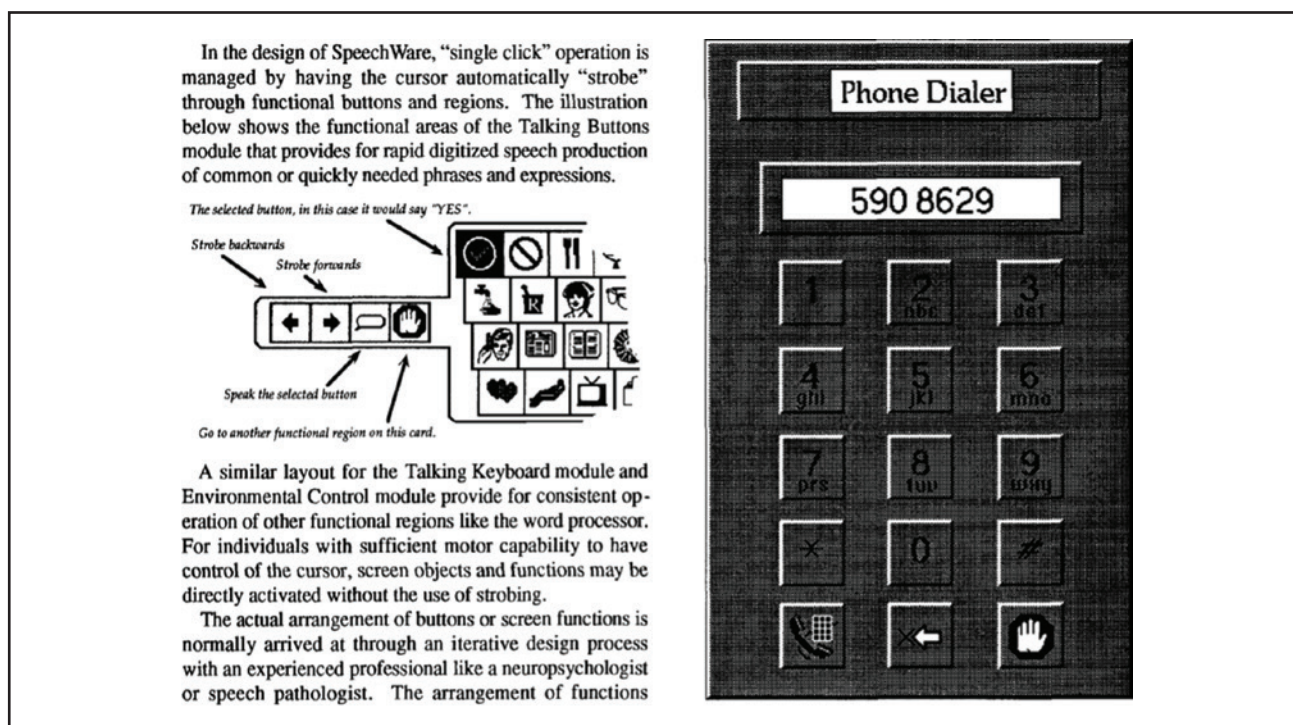 In the design of SpeechWare, “single click” operation is
managed by having the cursor automatically “strobe”
through functional buttons and regions. The illustration
below shows the functional areas of the Talking Buttons
module that provides for rapid digitized speech production
of common or quickly needed phrases and expressions.
The selected button, in this case it would say "YES".
Strobe backwards
Strobe forwards
R
Speak the selected button
Go to another functional region on this card.
A similar layout for the Talking Keyboard module and
Environmental Control module provide for consistent op-
eration of other functional regions like the word processor.
For individuals with sufficient motor capability to have
control of the cursor, screen objects and functions may be
directly activated without the use of strobing.
The actual arrangement of buttons or screen functions is
normally arrived at through an iterative design process
with an experienced professional like a neuropsychologist
or speech pathologist. The arrangement of functions
Phone Dialer
590 8629
1 2 3
abc def
4 5 6
ghi jkl mno
7 8 9
prs tuv wxy
* 0 #